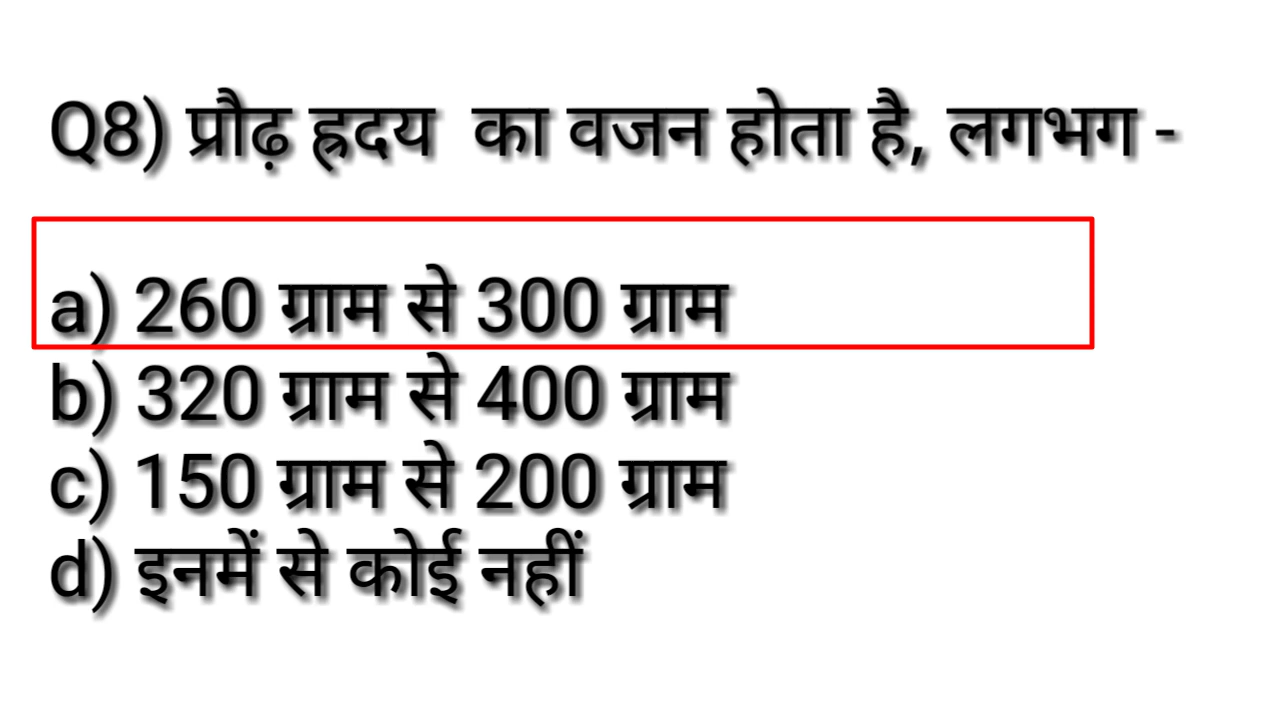 Q8) प्रौढ़ ह्रदय का वजन होता है, लगभग -
a) 260 ग्राम से 300 ग्राम
b) 320 ग्राम से 400 ग्राम
c) 150 ग्राम से 200 ग्राम
d) इनमें से कोई नहीं